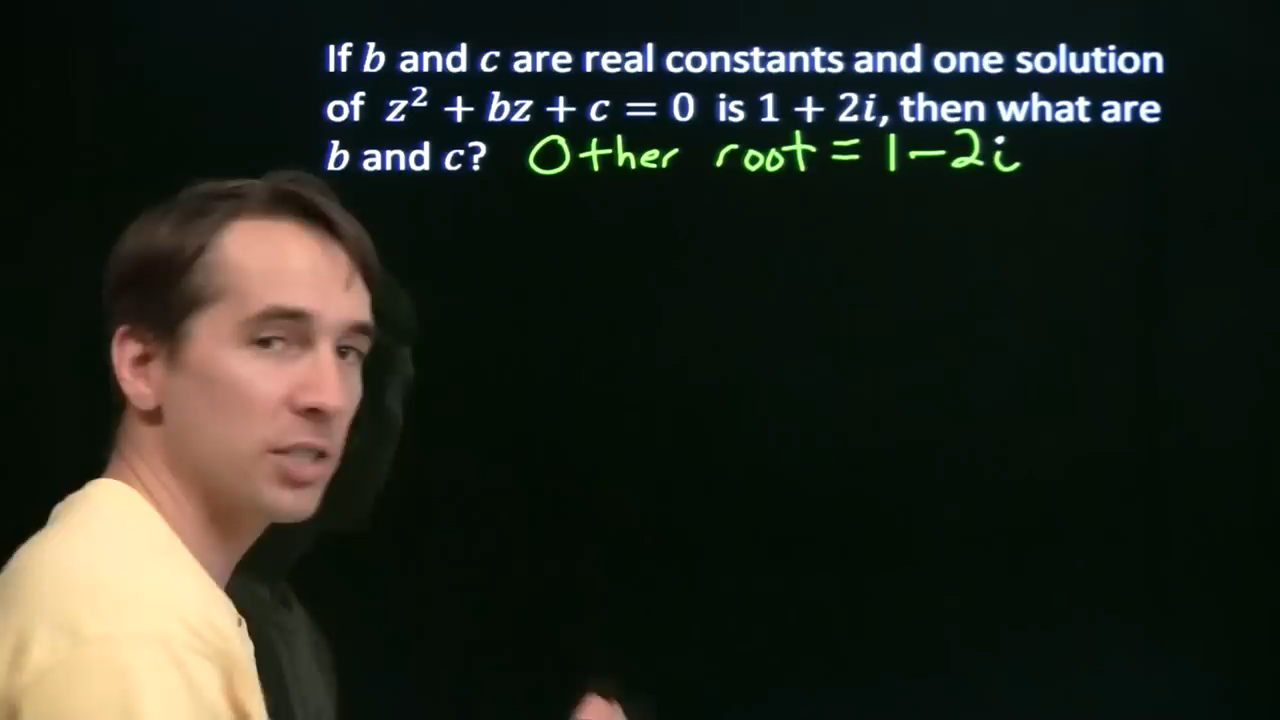 If b and c are real constants and one solution
of z² + bz + c = 0 is 1 + 2i, then what are
b and c? Other root = 1-2i